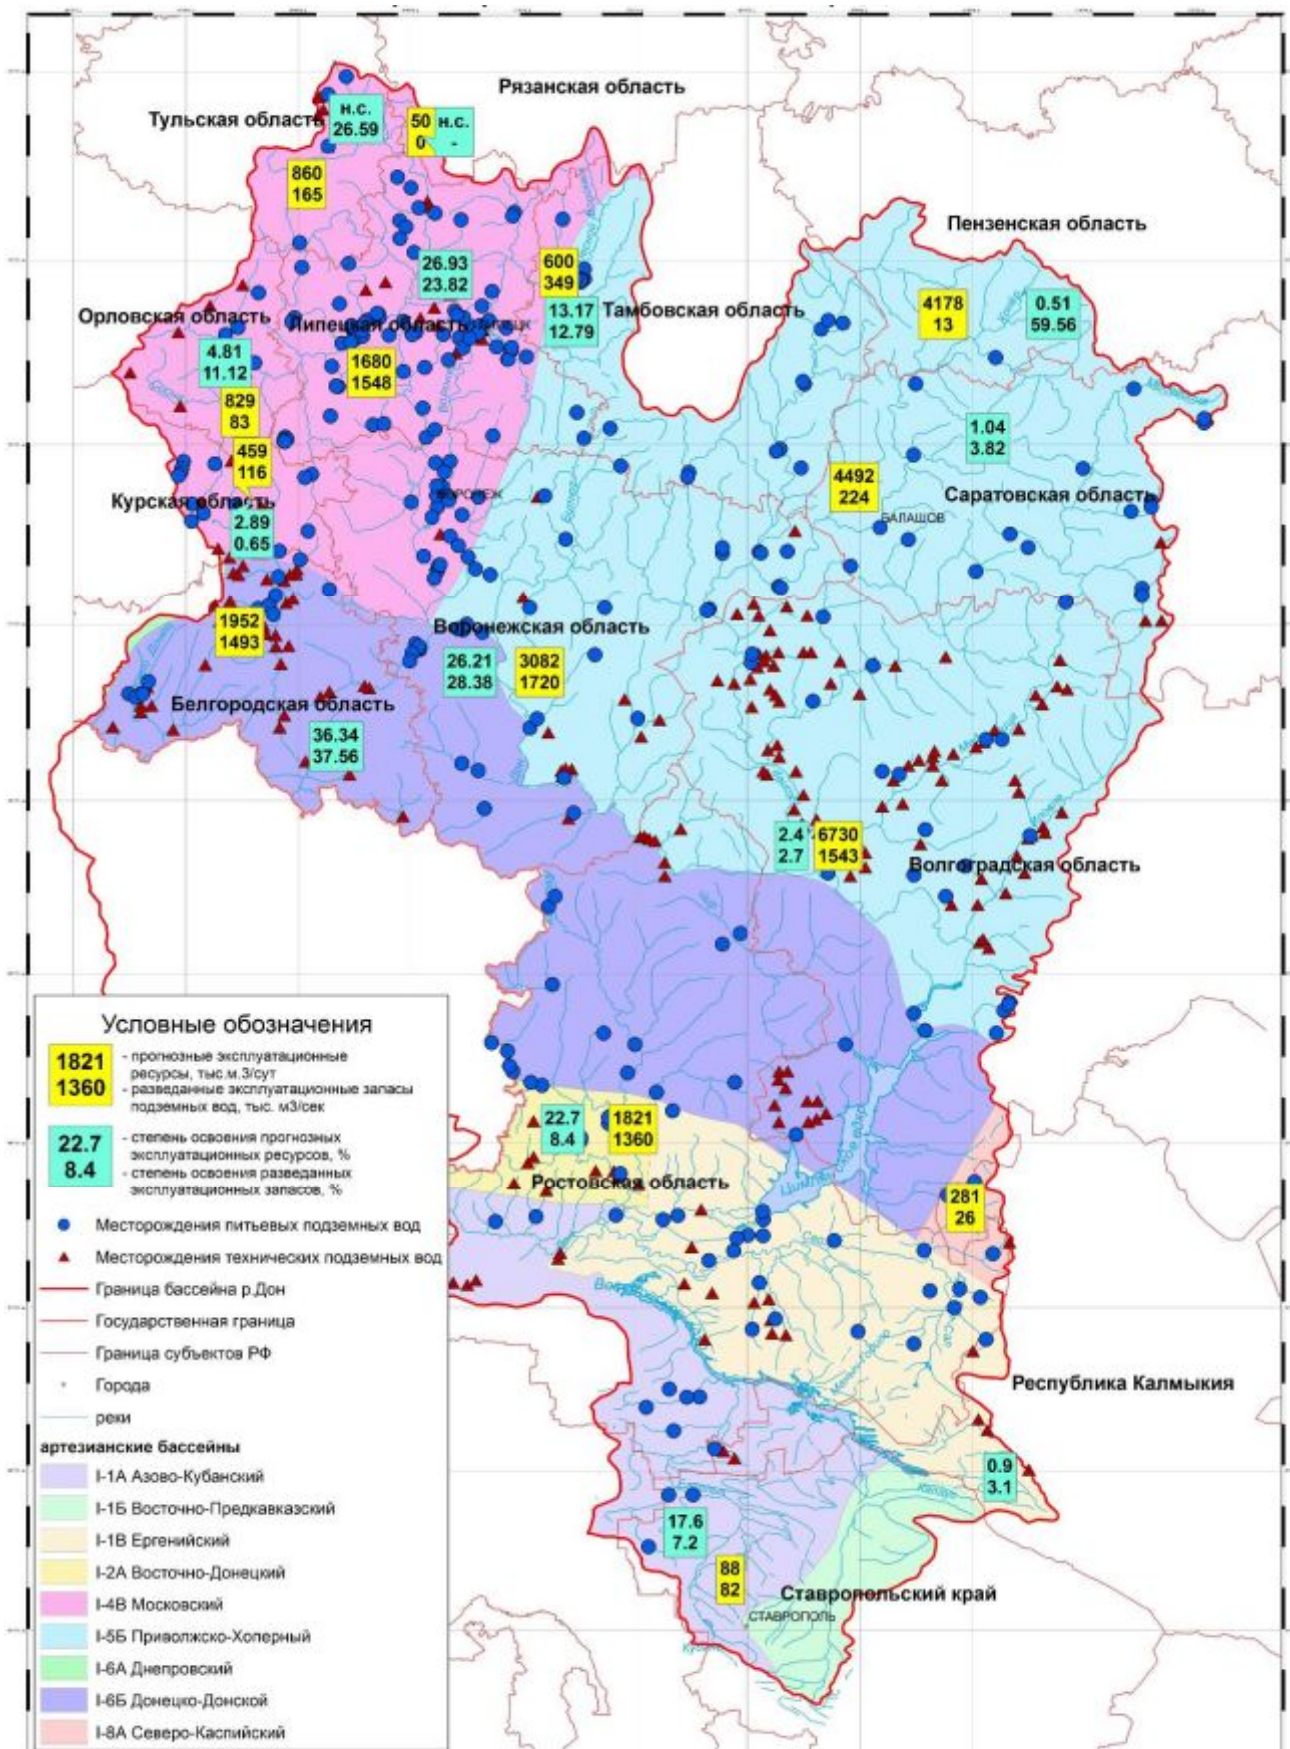 Рязанская область
Тульская область
н.с.
26.59
50
0
н.с.
-
860
165
Пензенская область
26.93
23.82
600
349
13.17
12.79
Тамбовская область
4178
13
0.51
59.56
Орловская область
Липецкая область
4.81
11.12
1680
1548
829
83
459
116
1.04
3.82
4492
224
Саратовская область
БАЛАШОВ
ВОРОНЕЖ
Курская область
2.89
0.65
1952
1493
Воронежская область
26.21
28.38
3082
1720
Белгородская область
36.34
37.56
2.4
2.7
6730
1543
Волгоградская область
22.7
8.4
1821
1360
Ростовская область
281
26
Республика Калмыкия
0.9
3.1
17.6
7.2
88
82
Ставропольский край
СТАВРОПОЛЬ
Условные обозначения
1821
1360
- прогнозные эксплуатационные
ресурсы, тыс.м.3/сут
- разведанные эксплуатационные запасы
подземных вод, тыс. м3/сек
22.7
8.4
- степень освоения прогнозных
эксплуатационных ресурсов, %
- степень освоения разведанных
эксплуатационных запасов, %
Месторождения питьевых подземных вод
Месторождения технических подземных вод
Граница бассейна р.Дон
Государственная граница
Граница субъектов РФ
Города
реки
артезианские бассейны
I-1А Азово-Кубанский
I-1Б Восточно-Предкавказский
I-1В Ергенийский
I-2А Восточно-Донецкий
I-4В Московский
I-5Б Приволжско-Хоперный
I-6А Днепровский
I-6Б Донецко-Донской
I-8А Северо-Каспийский